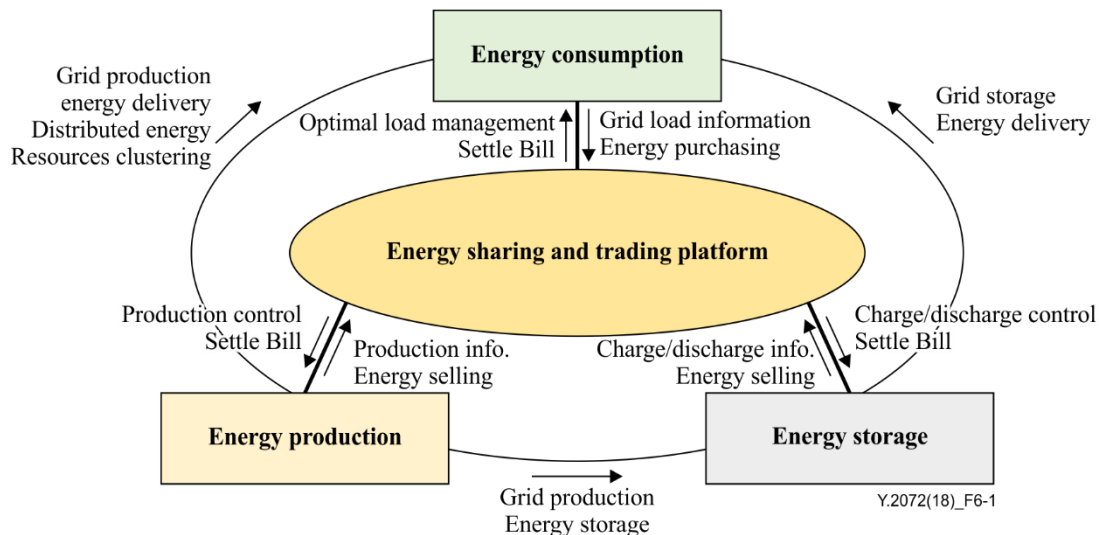 Energy consumption
Grid production
energy delivery
Distributed energy
Resources clustering
Grid storage
Energy delivery
Optimal load management
Settle Bill
Grid load information
Energy purchasing
Energy sharing and trading platform
Production control
Settle Bill
Production info.
Energy selling
Charge/discharge info.
Energy selling
Charge/discharge control
Settle Bill
Energy production
Energy storage
Grid production
Energy storage
Y.2072(18)_F6-1